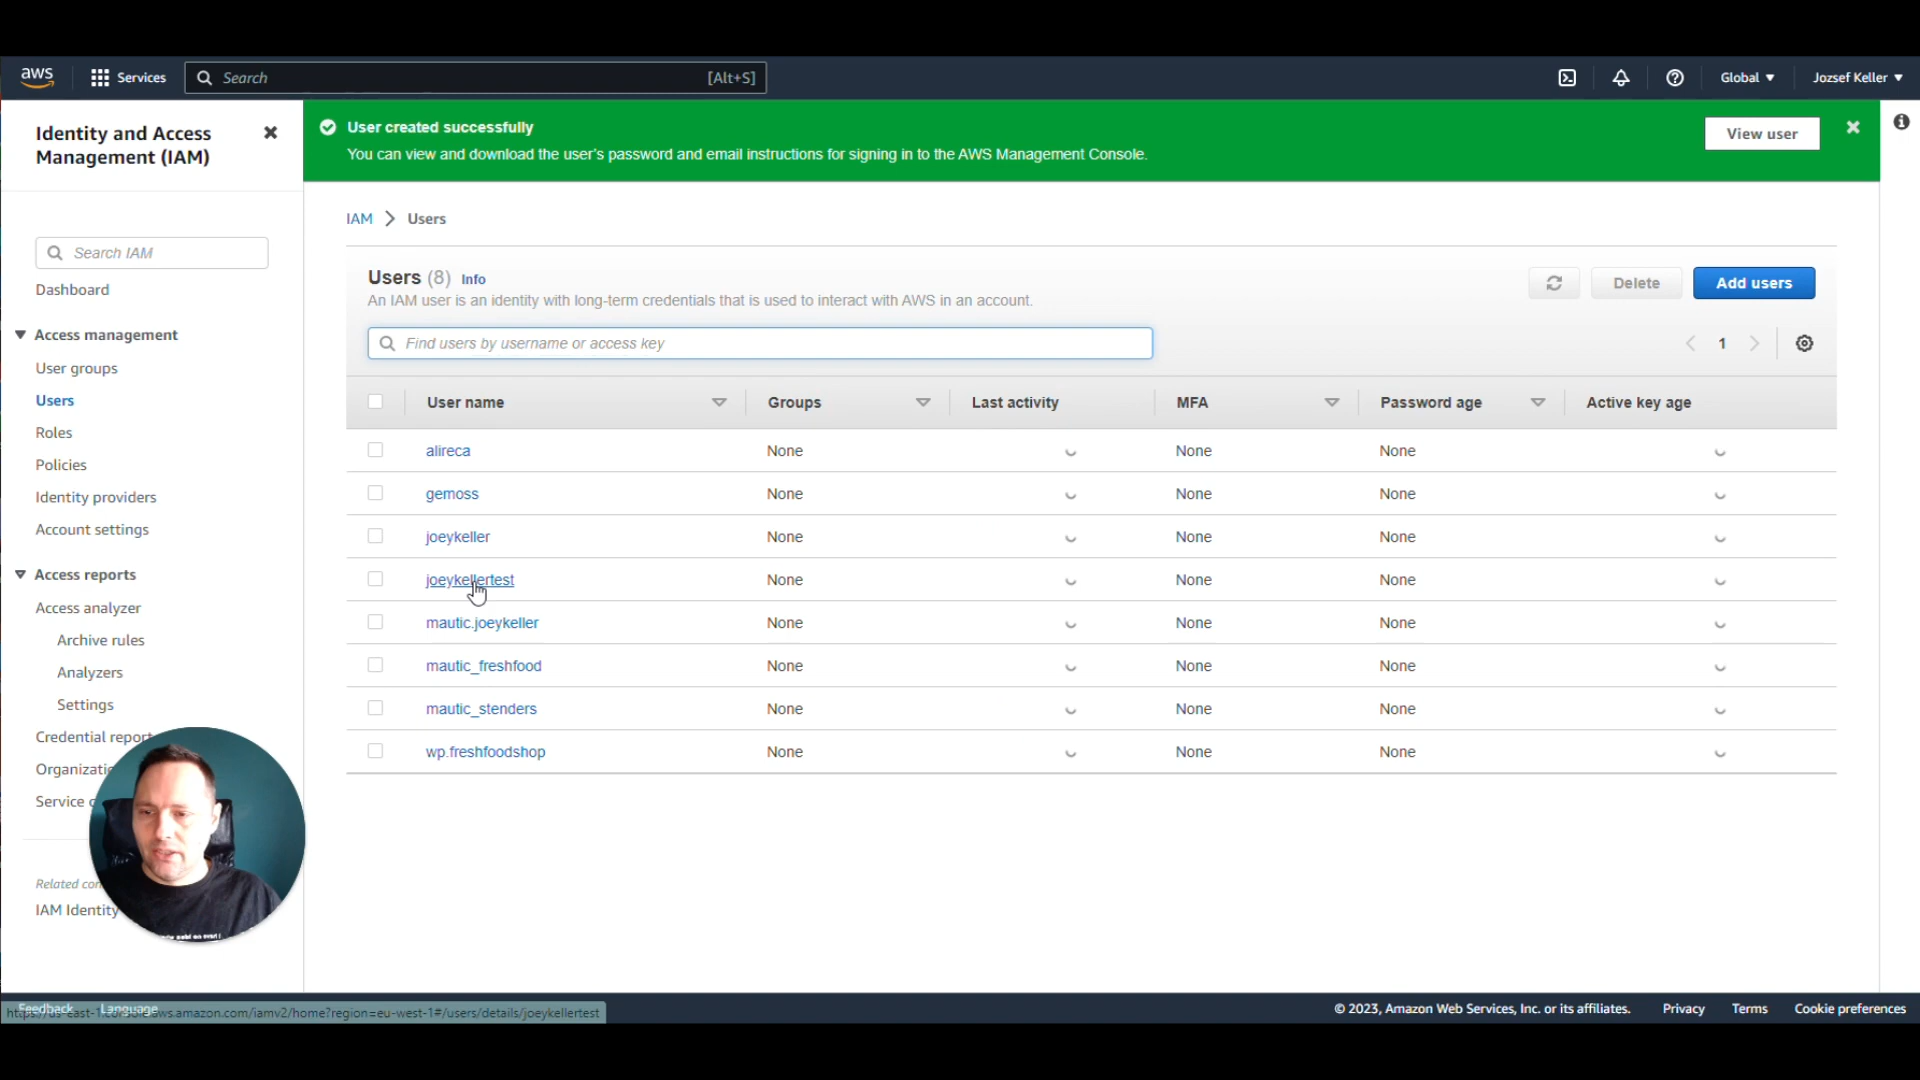 aws
Services
Search
[Alt+S]
Global
Jozsef Keller
Identity and Access
Management (IAM)
Search IAM
Dashboard
Access management
User groups
Users
Roles
Policies
Identity providers
Account settings
Access reports
Access analyzer
Archive rules
Analyzers
Settings
Credential report
Service
Related
IAM Identity
User created successfully
You can view and download the user's password and email instructions for signing in to the AWS Management Console.
View user
IAM > Users
Users (8) Info
An IAM user is an identity with long-term credentials that is used to interact with AWS in an account.
Delete
Add users
Find users by username or access key
1
User name Groups Last activity MFA Password age Active key age
alireca None None None
gemoss None None None
joeykeller None None None
joeykellertest None None None
mautic.joeykeller None None None
mautic_freshfood None None None
mautic_stenders None None None
wp.freshfoodshop None None None
Feedback Language
https://us-east-1.console.aws.amazon.com/iamv2/home?region=eu-west-1#/users/details/joeykellertest
© 2023, Amazon Web Services, Inc. or its affiliates. Privacy Terms Cookie preferences